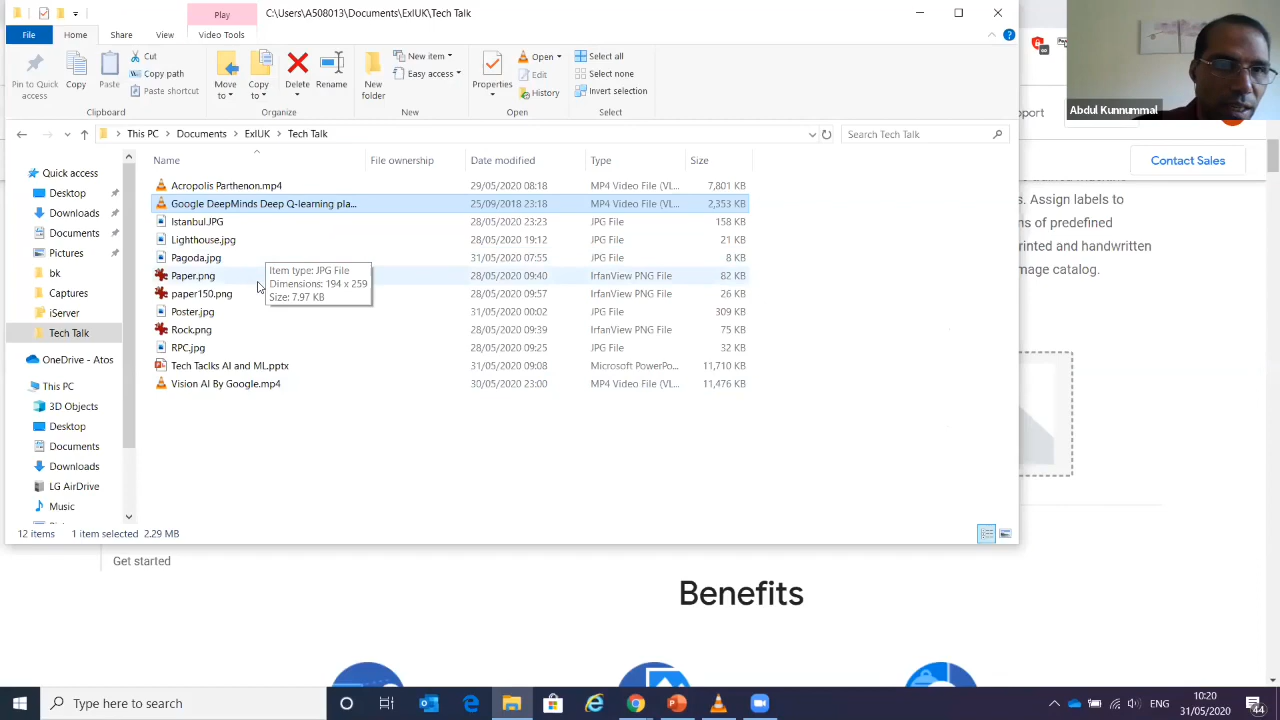 Play
C:\Users\A508013\Documents\ExlUK\Tech Talk
File
Home
Share
View
Video Tools
Pin to Quick access
Copy
Paste
Cut
Copy path
Paste shortcut
Clipboard
Move to
Copy to
Delete
Rename
Organize
New folder
New item
Easy access
New
Properties
Open
Edit
History
Open
Select all
Select none
Invert selection
Select
Abdul Kunnummal
port
This PC
Documents
ExlUK
Tech Talk
Search Tech Talk
Contact Sales
Name
File ownership
Date modified
Type
Size
Acropolis Parthenon.mp4 29/05/2020 08:18 MP4 Video File (VL... 7,801 KB
Google DeepMinds Deep Q-learning pla... 25/09/2018 23:18 MP4 Video File (VL... 2,353 KB
Istanbul.JPG 28/05/2020 23:23 JPG File 158 KB
Lighthouse.jpg 28/05/2020 19:12 JPG File 21 KB
Pagoda.jpg 31/05/2020 07:55 JPG File 8 KB
Paper.png 28/05/2020 09:40 IrfanView PNG File 82 KB
paper150.png 28/05/2020 09:57 IrfanView PNG File 26 KB
Poster.jpg 31/05/2020 00:02 JPG File 309 KB
Rock.png 28/05/2020 09:39 IrfanView PNG File 75 KB
RPC.jpg 28/05/2020 09:25 JPG File 32 KB
Tech Taclks AI and ML.pptx 31/05/2020 09:08 Microsoft PowerPo... 11,710 KB
Vision AI By Google.mp4 30/05/2020 23:00 MP4 Video File (VL... 11,476 KB
Item type: JPG File
Dimensions: 194 x 259
Size: 7.97 KB
Quick access
Desktop
Downloads
Documents
Pictures
bk
Captures
iServer
Tech Talk
OneDrive - Atos
This PC
3D Objects
Desktop
Documents
Downloads
LG AirDrive
Music
s. Assign labels to
ns of predefined
rinted and handwritten
mage catalog.
12 items
1 item selected 2.29 MB
Get started
Benefits
Type here to search
ENG
10:20
31/05/2020
44